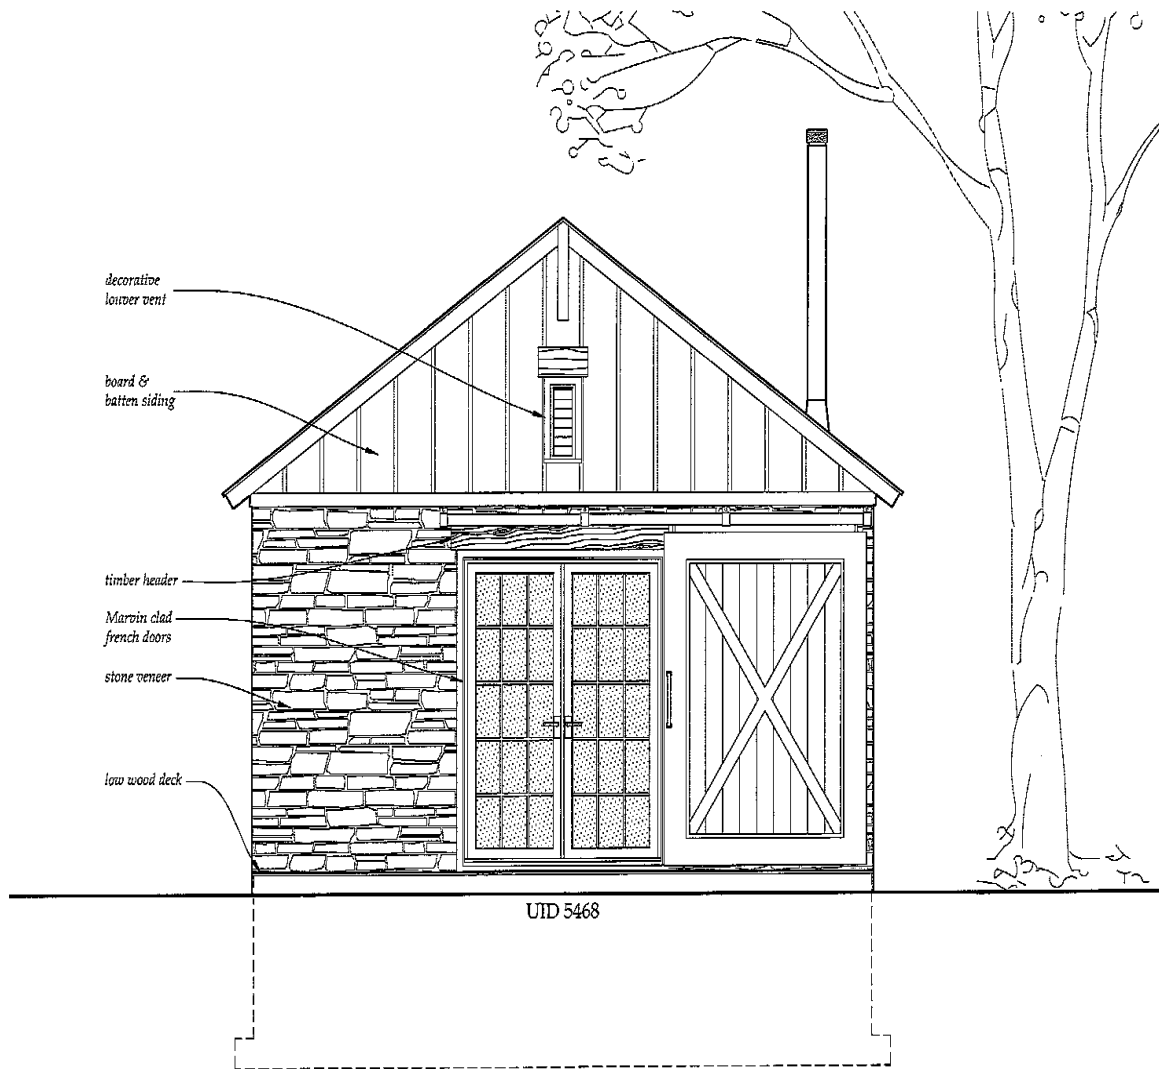 decorative
louver vent
board &
batten siding
timber header
Marvin clad
french doors
stone veneer
low wood deck
UID 5468